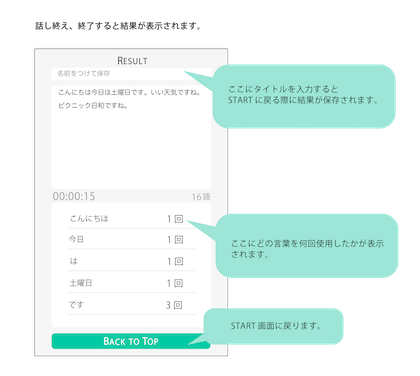 話し終え、終了すると結果が表示されます。
RESULT
名前をつけて保存
こんにちは今日は土曜日です。いい天気ですね。
ピクニック日和ですね。
ここにタイトルを入力すると
START に戻る際に結果が保存されます。
00:00:15 16 語
こんにちは 1 回
今日 1 回
は 1 回
土曜日 1 回
です 3 回
ここにどの言葉を何回使用したかが表示
されます。
START 画面に戻ります。
BACK TO TOP